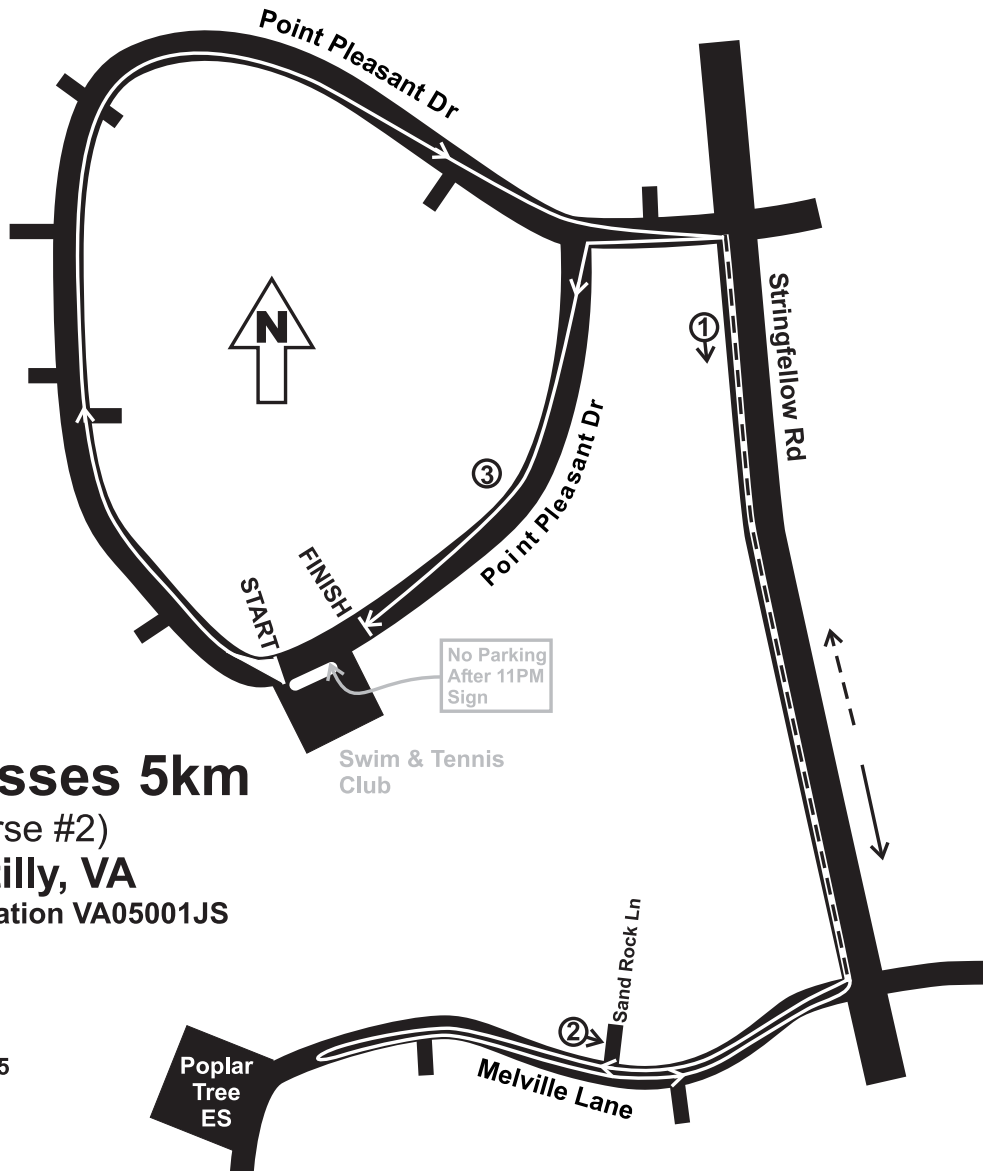 Point Pleasant Dr
N
1
Stringfellow Rd
3
Point Pleasant Dr
START
FINISH
No Parking
After 11PM
Sign
Swim & Tennis
Club
sses 5km
rse #2)
tilly, VA
ation VA05001JS
Sand Rock Ln
2
5
Poplar
Tree
ES
Melville Lane